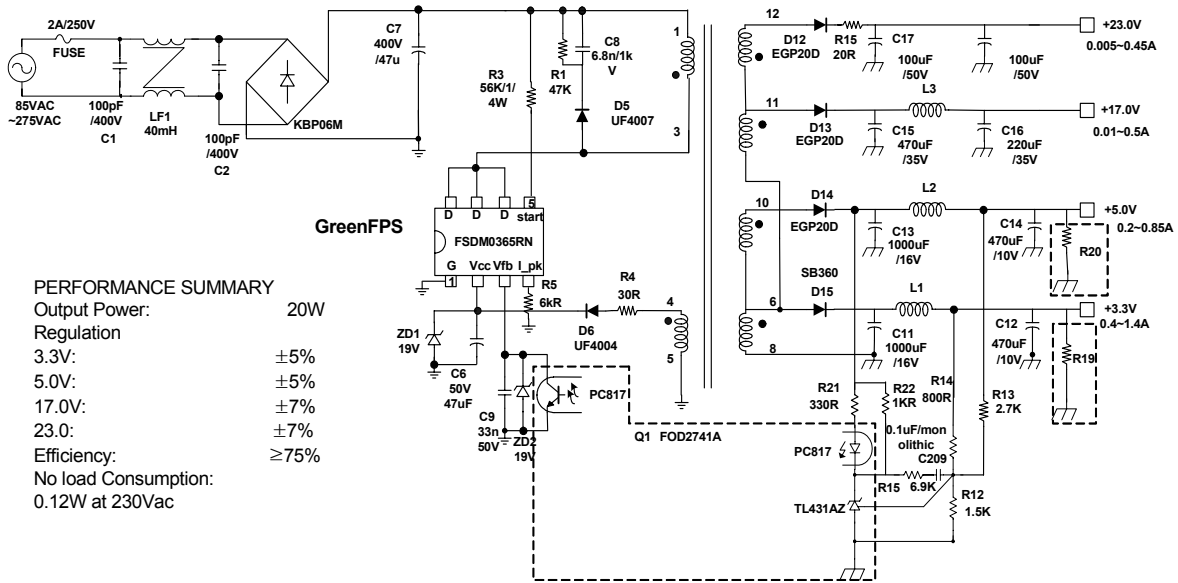 2A/250V
FUSE
85VAC
~275VAC
100pF
/400V
C1
LF1
40mH
100pF
/400V
C2
KBP06M
C7
400V
/47u
R3
56K/1/
4W
R1
47K
C8
6.8n/1k
V
D5
UF4007
1
3
12
D12
EGP20D
R15
20R
C17
100uF
/50V
100uF
/50V
+23.0V
0.005~0.45A
11
D13
EGP20D
C15
470uF
/35V
L3
C16
220uF
/35V
+17.0V
0.01~0.5A
10
D14
EGP20D
C13
1000uF
/16V
L2
C14
470uF
/10V
R20
+5.0V
0.2~0.85A
6
SB360
D15
8
C11
1000uF
/16V
L1
C12
470uF
/10V
R19
+3.3V
0.4~1.4A
GreenFPS
D D D 5
start
FSDM0365RN
G Vcc Vfb I_pk
1
R5
6kR
R4
30R
D6
UF4004
4
5
ZD1
19V
C6
50V
47uF
C9
33n
50V
ZD2
19V
PC817
Q1 FOD2741A
R21
330R
R22
1KR
R14
800R
R13
2.7K
PC817
0.1uF/mon
olithic
C209
R15
6.9K
R12
1.5K
TL431AZ
PERFORMANCE SUMMARY
Output Power: 20W
Regulation
3.3V: ±5%
5.0V: ±5%
17.0V: ±7%
23.0: ±7%
Efficiency: ≥75%
No load Consumption:
0.12W at 230Vac